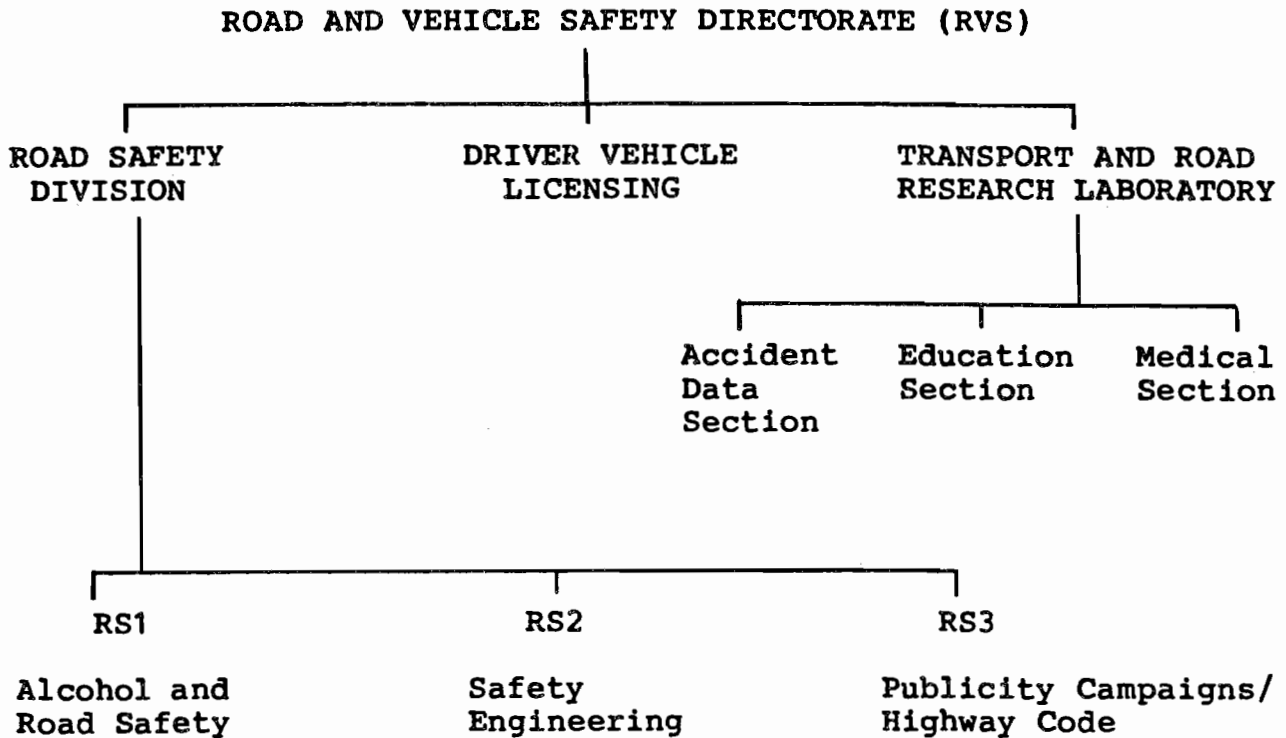 ROAD AND VEHICLE SAFETY DIRECTORATE (RVS)
ROAD SAFETY
DIVISION
DRIVER VEHICLE
LICENSING
TRANSPORT AND ROAD
RESEARCH LABORATORY
Accident
Data
Section
Education
Section
Medical
Section
RS1
RS2
RS3
Alcohol and
Road Safety
Safety
Engineering
Publicity Campaigns/
Highway Code